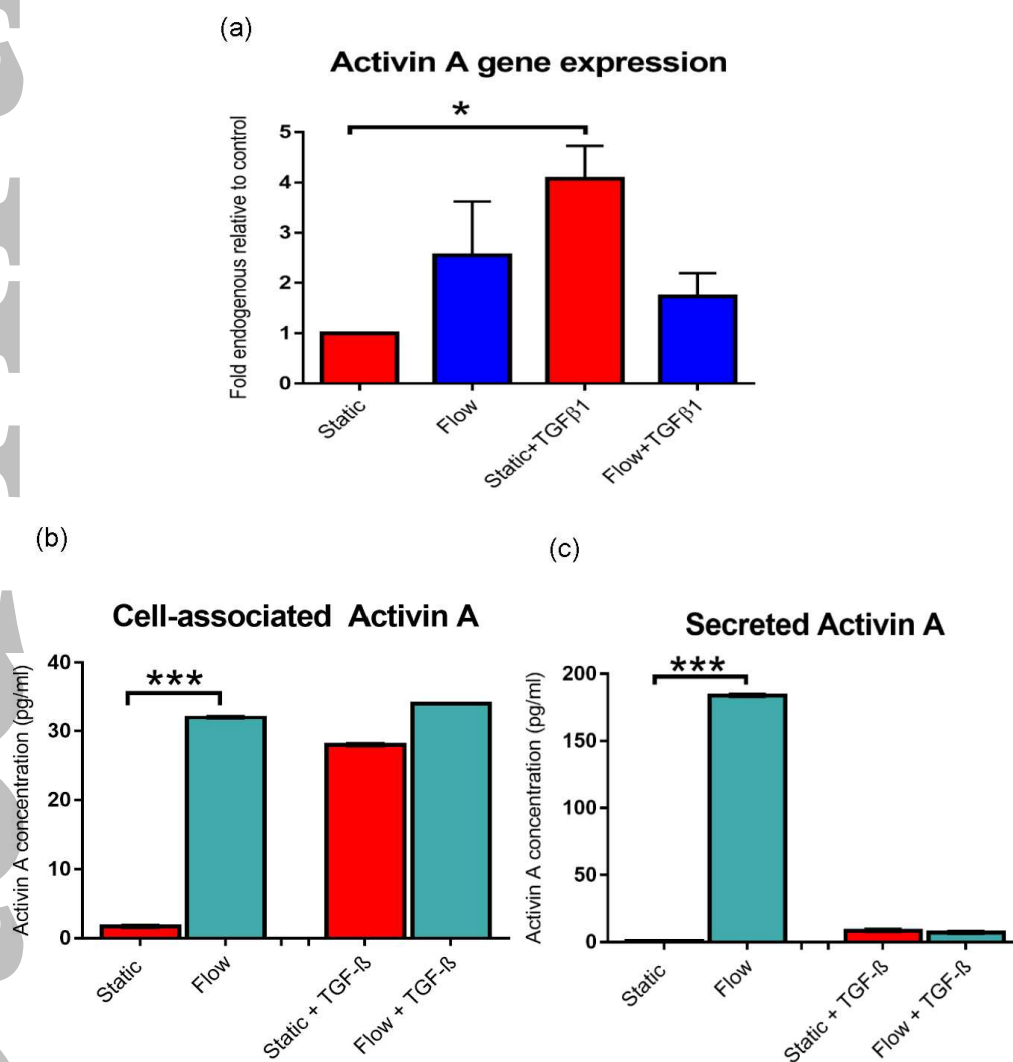 (a)
Activin A gene expression
*
Fold endogenous relative to control
5
4
3
2
1
0
Static
Flow
Static+TGFβ1
Flow+TGFβ1
(b)
Cell-associated Activin A
***
Activin A concentration (pg/ml)
40
30
20
10
0
Static
Flow
Static + TGF-ß
Flow + TGF-ß
(c)
Secreted Activin A
***
Activin A concentration (pg/ml)
200
150
100
50
0
Static
Flow
Static + TGF-ß
Flow + TGF-ß